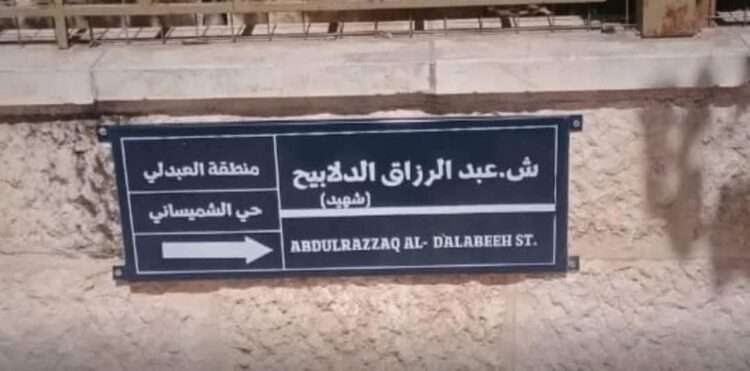 ش.عبد الرزاق الدلابيح
(شهيد)
ABDULRAZZAQ AL- DALABEEH ST.
منطقة العبدلي
حي الشميساني